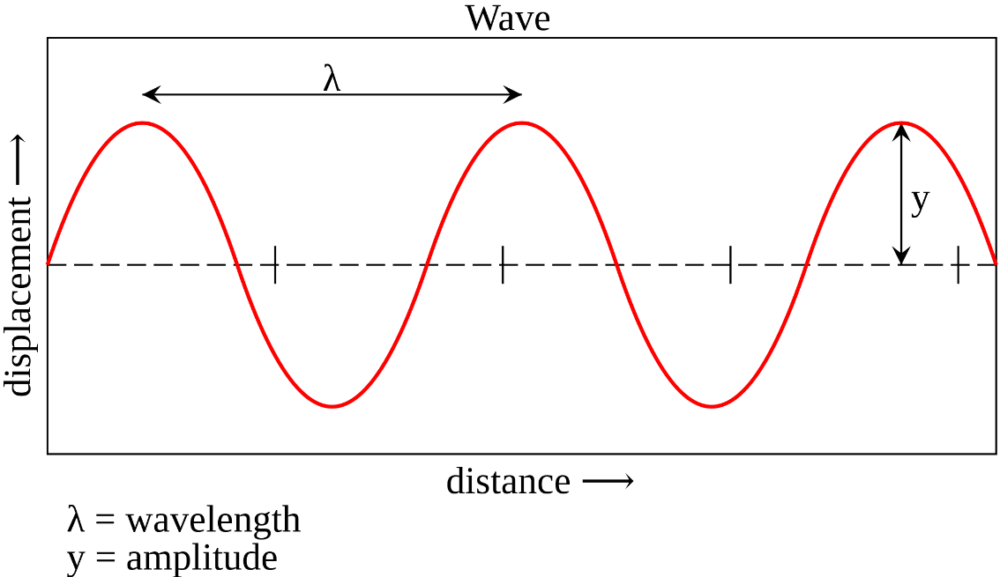 Wave
λ
y
displacement →
distance →
λ = wavelength
y = amplitude